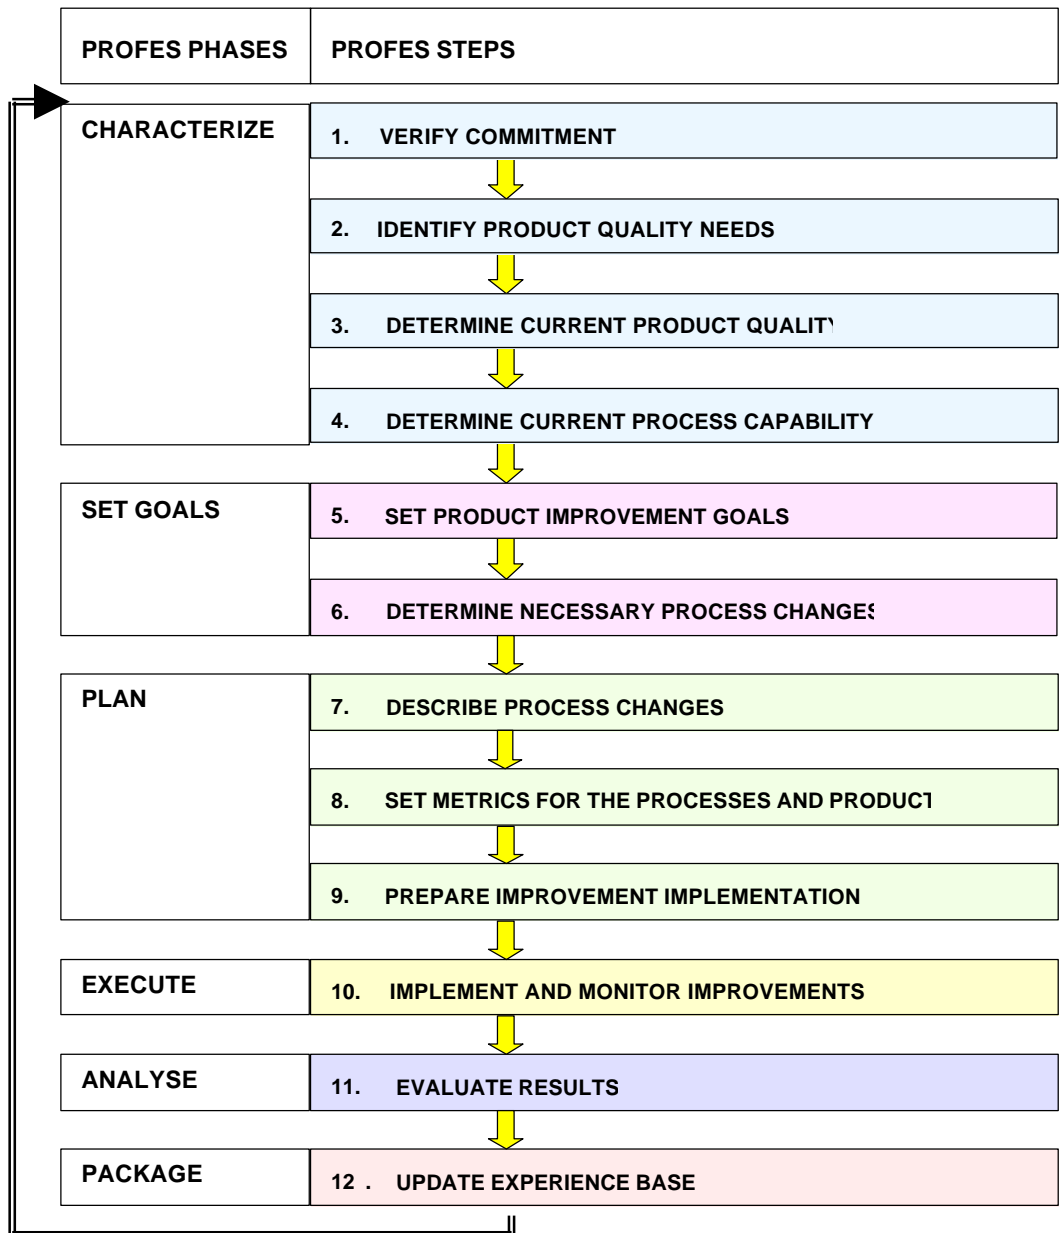 PROFES PHASES PROFES STEPS
CHARACTERIZE
1. VERIFY COMMITMENT
2. IDENTIFY PRODUCT QUALITY NEEDS
3. DETERMINE CURRENT PRODUCT QUALITY
4. DETERMINE CURRENT PROCESS CAPABILITY
SET GOALS
5. SET PRODUCT IMPROVEMENT GOALS
6. DETERMINE NECESSARY PROCESS CHANGES
PLAN
7. DESCRIBE PROCESS CHANGES
8. SET METRICS FOR THE PROCESSES AND PRODUCT
9. PREPARE IMPROVEMENT IMPLEMENTATION
EXECUTE
10. IMPLEMENT AND MONITOR IMPROVEMENTS
ANALYSE
11. EVALUATE RESULTS
PACKAGE
12 . UPDATE EXPERIENCE BASE